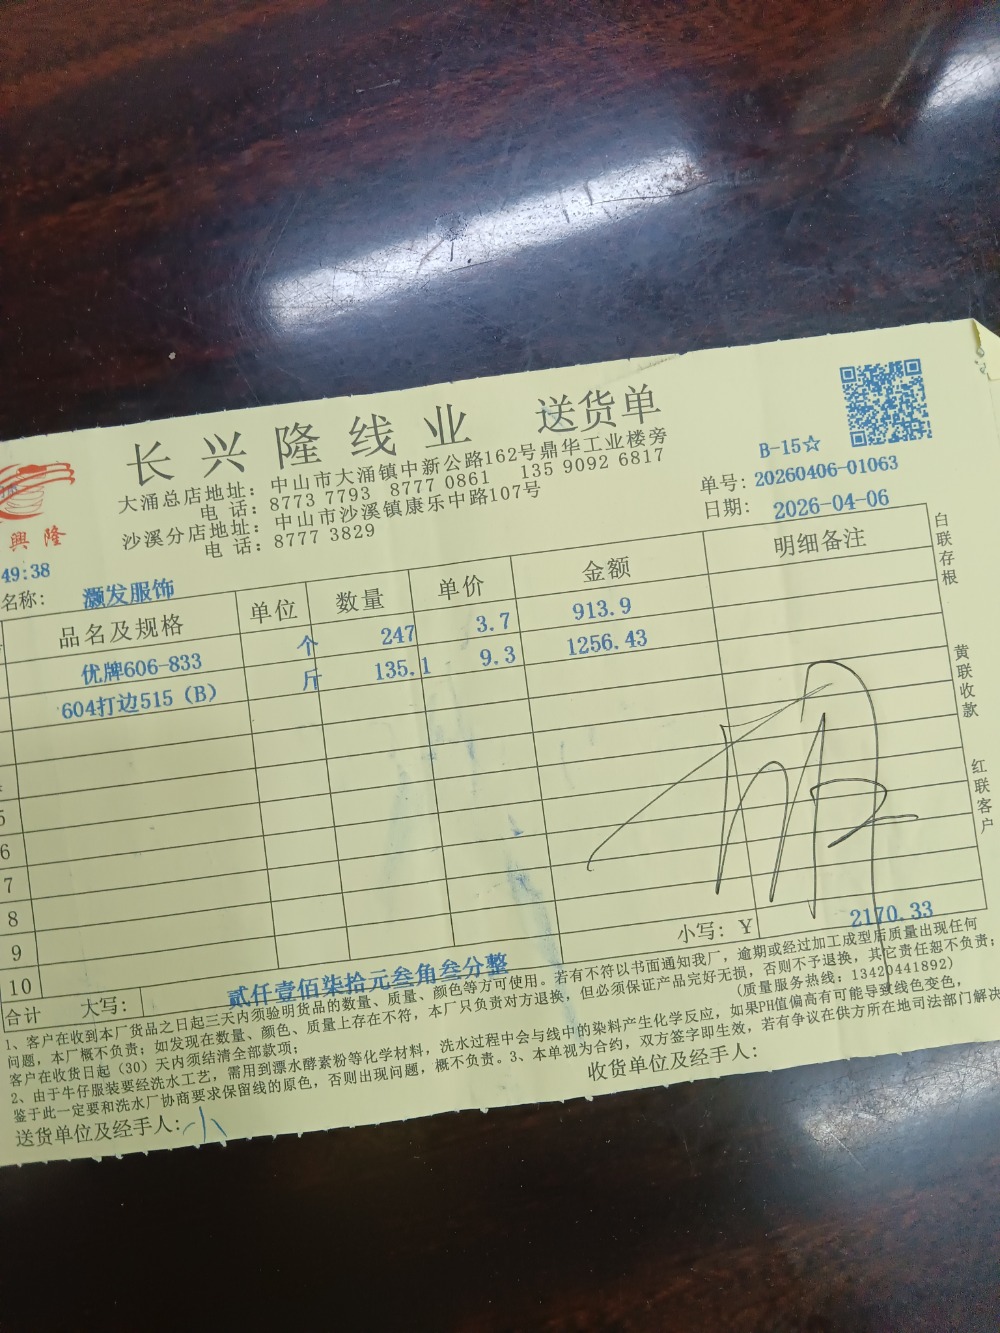 长兴隆线业 送货单
大涌总店地址：中山市大涌镇中新公路162号鼎华工业楼旁
电 话：8773 7793 8777 0861 135 9092 6817
沙溪分店地址：中山市沙溪镇康乐中路107号
电 话：8777 3829
興隆
B-15☆
单号：20260406-01063
日期：2026-04-06
49:38
名称：灏发服饰
品名及规格 单位 数量 单价 金额 明细备注
优牌606-833 个 247 3.7 913.9
604打边515（B） 斤 135.1 9.3 1256.43
5
6
7
8
9
10
小写：Y 2170.33
合计 大写：贰仟壹佰柒拾元叁角叁分整
1、客户在收到本厂货品之日起三天内须验明货品的数量、质量、颜色等方可使用。若有不符以书面通知我厂，逾期或经过加工成型后质量出现任何
问题，本厂概不负责；如发现在数量、颜色、质量上存在不符，本厂只负责对方退换，但必须保证产品完好无损，否则不予退换，其它责任恕不负责；
客户在收货日起（30）天内须结清全部款项；（质量服务热线：13420441892）
2、由于牛仔服装要经洗水工艺，需用到漂水酵素粉等化学材料，洗水过程中会与线中的染料产生化学反应，如果PH值偏高有可能导致线色变色，
鉴于此一定要和洗水厂协商要求保留线的原色，否则出现问题，概不负责。3、本单视为合约，双方签字即生效，若有争议在供方所在地司法部门解决
送货单位及经手人：小
收货单位及经手人：
白联存根
黄联收款
红联客户